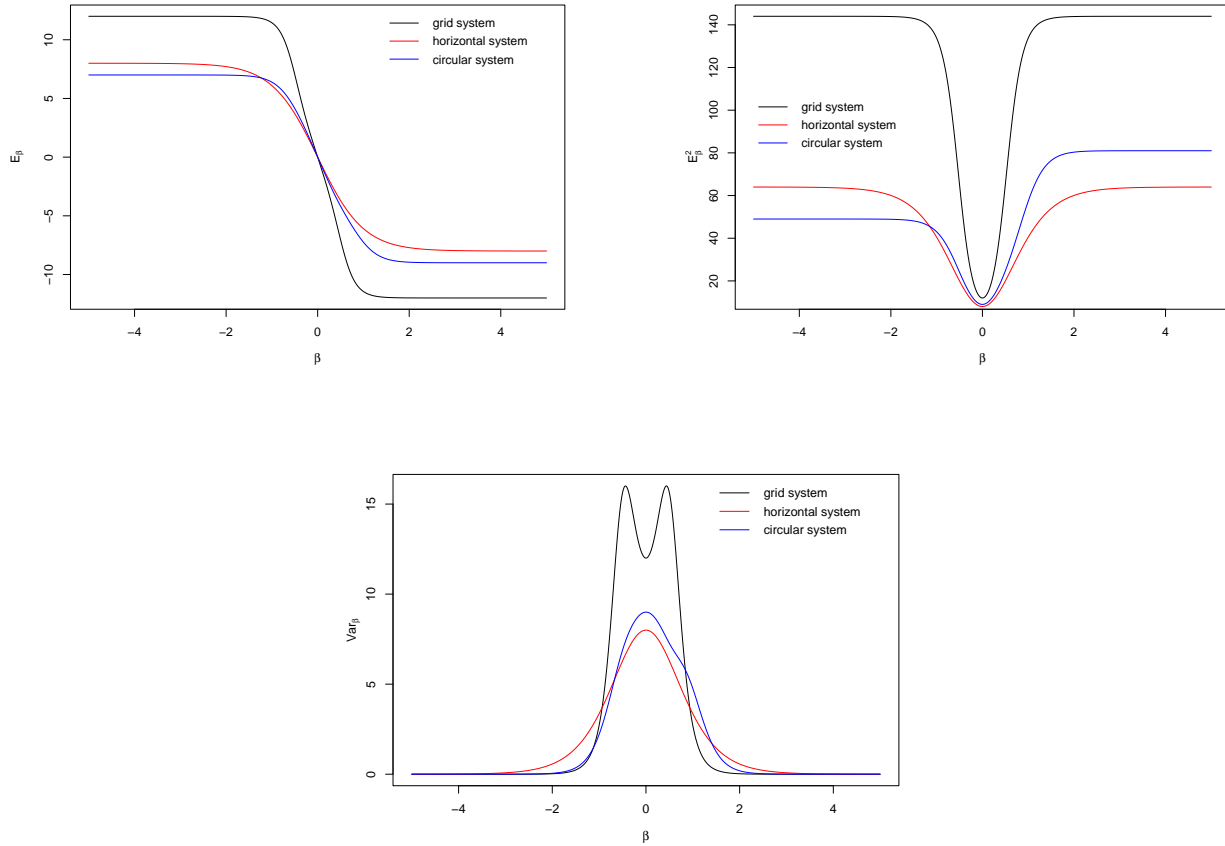 grid system
horizontal system
circular system
10
5
0
−5
−10
Eβ
−4 −2 0 2 4
β
grid system
horizontal system
circular system
140
120
100
80
60
40
20
E²β
−4 −2 0 2 4
β
grid system
horizontal system
circular system
15
10
5
0
Varβ
−4 −2 0 2 4
β